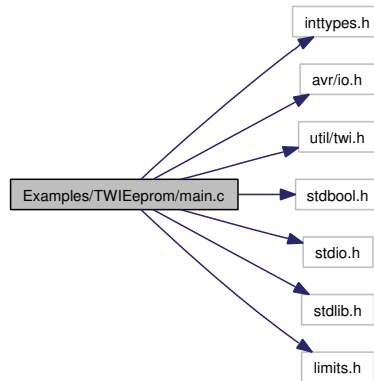 inttypes.h
avr/io.h
util/twi.h
Examples/TWIEeprom/main.c
stdbool.h
stdio.h
stdlib.h
limits.h